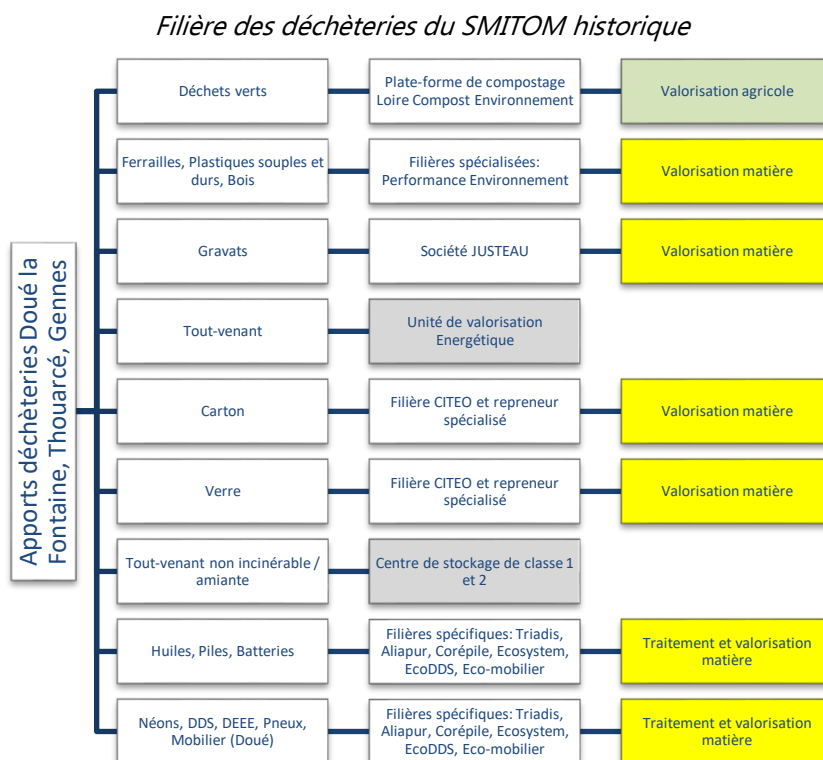 Filière des déchèteries du SMITOM historique
Apports déchèteries Doué la
Fontaine, Thouarcé, Gennes
Déchets verts
Plate-forme de compostage
Loire Compost Environnement
Valorisation agricole
Ferrailles, Plastiques souples et
durs, Bois
Filières spécialisées:
Performance Environnement
Valorisation matière
Gravats
Société JUSTEAU
Valorisation matière
Tout-venant
Unité de valorisation
Energétique
Carton
Filière CITEO et repreneur
spécialisé
Valorisation matière
Verre
Filière CITEO et repreneur
spécialisé
Valorisation matière
Tout-venant non incinérable /
amiante
Centre de stockage de classe 1
et 2
Huiles, Piles, Batteries
Filières spécifiques: Triadis,
Aliapur, Corépile, Ecosystem,
EcoDDS, Eco-mobilier
Traitement et valorisation
matière
Néons, DDS, DEEE, Pneux,
Mobilier (Doué)
Filières spécifiques: Triadis,
Aliapur, Corépile, Ecosystem,
EcoDDS, Eco-mobilier
Traitement et valorisation
matière